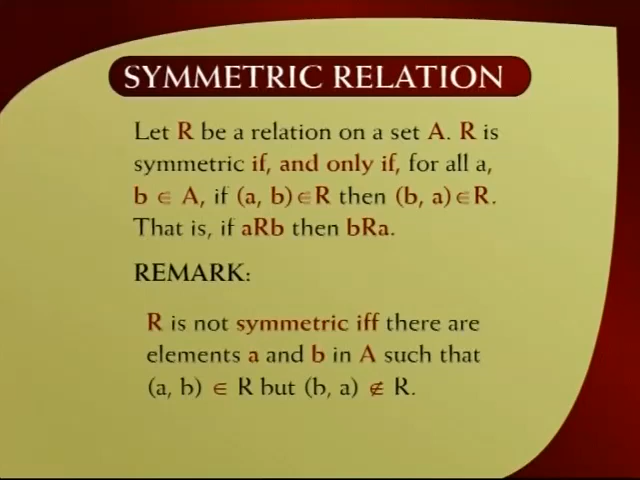 SYMMETRIC RELATION
Let R be a relation on a set A. R is
symmetric if, and only if, for all a,
b ∈ A, if (a, b)∈R then (b, a)∈R.
That is, if aRb then bRa.
REMARK:
R is not symmetric iff there are
elements a and b in A such that
(a, b) ∈ R but (b, a) ∉ R.